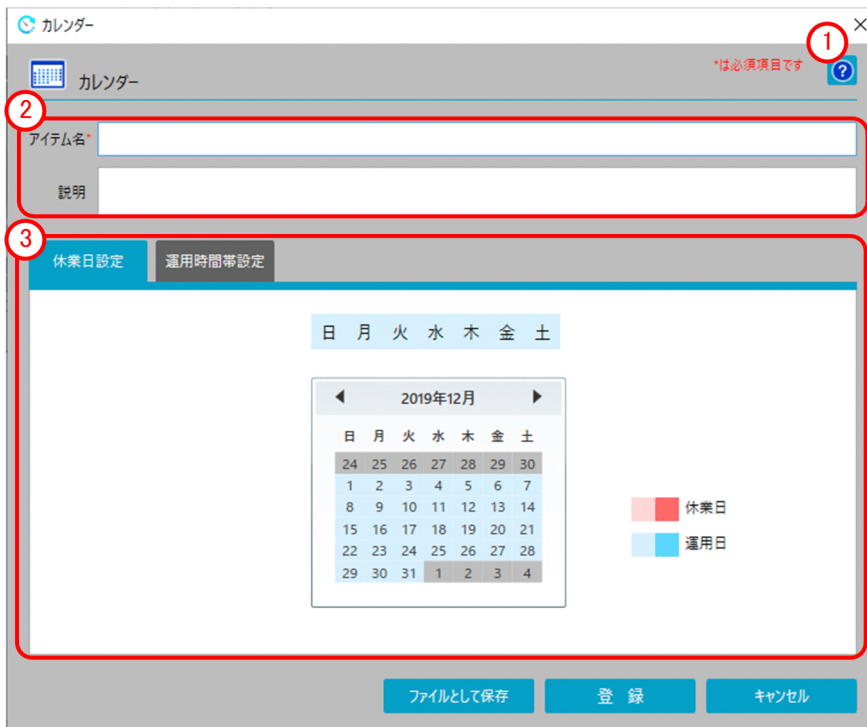 カレンダー
1
カレンダー
*は必須項目です
2
アイテム名*
説明
3
休業日設定 運用時間帯設定
日 月 火 水 木 金 土
2019年12月
日 月 火 水 木 金 土
24 25 26 27 28 29 30
1 2 3 4 5 6 7
8 9 10 11 12 13 14
15 16 17 18 19 20 21
22 23 24 25 26 27 28
29 30 31 1 2 3 4
休業日
運用日
ファイルとして保存 登 録 キャンセル